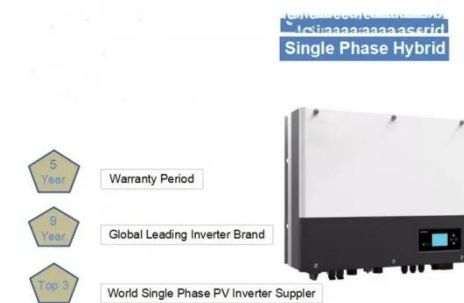 Single Phase Hybrid
5
Year
Warranty Period
9
Year
Global Leading Inverter Brand
Top 3
World Single Phase PV Inverter Suppler